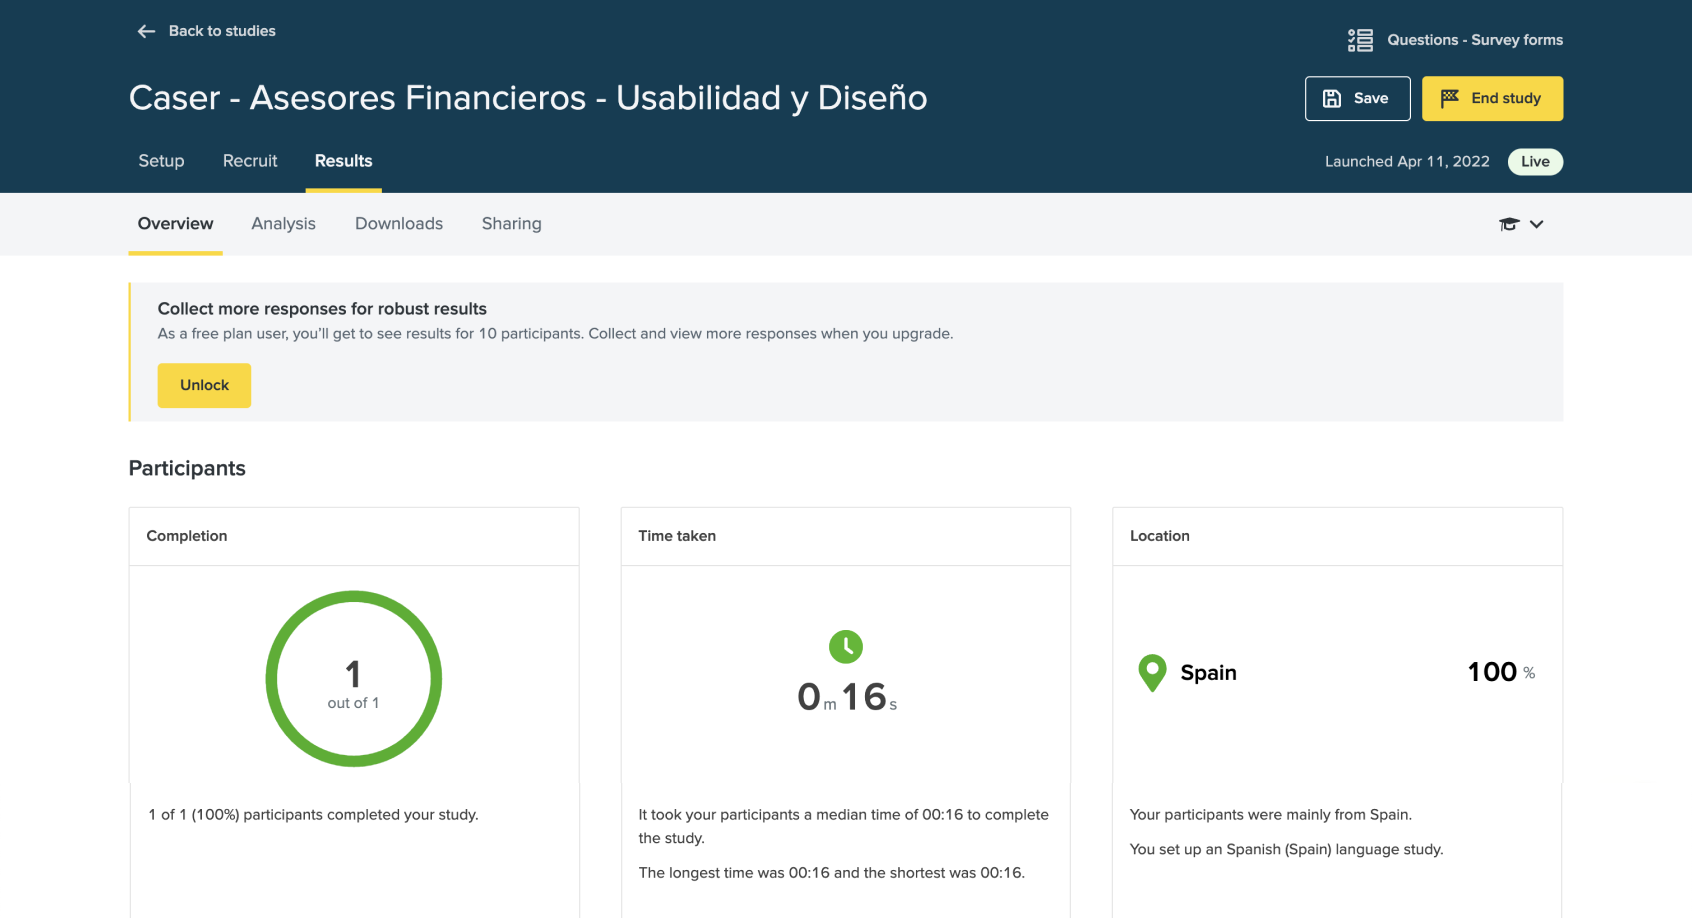 Back to studies
Questions - Survey forms
Caser - Asesores Financieros - Usabilidad y Diseño
Save
End study
Setup
Recruit
Results
Launched Apr 11, 2022
Live
Overview
Analysis
Downloads
Sharing
Collect more responses for robust results
As a free plan user, you'll get to see results for 10 participants. Collect and view more responses when you upgrade.
Unlock
Participants
Completion
1
out of 1
1 of 1 (100%) participants completed your study.
Time taken
0 m 16 s
It took your participants a median time of 00:16 to complete
the study.
The longest time was 00:16 and the shortest was 00:16.
Location
Spain
100 %
Your participants were mainly from Spain.
You set up an Spanish (Spain) language study.